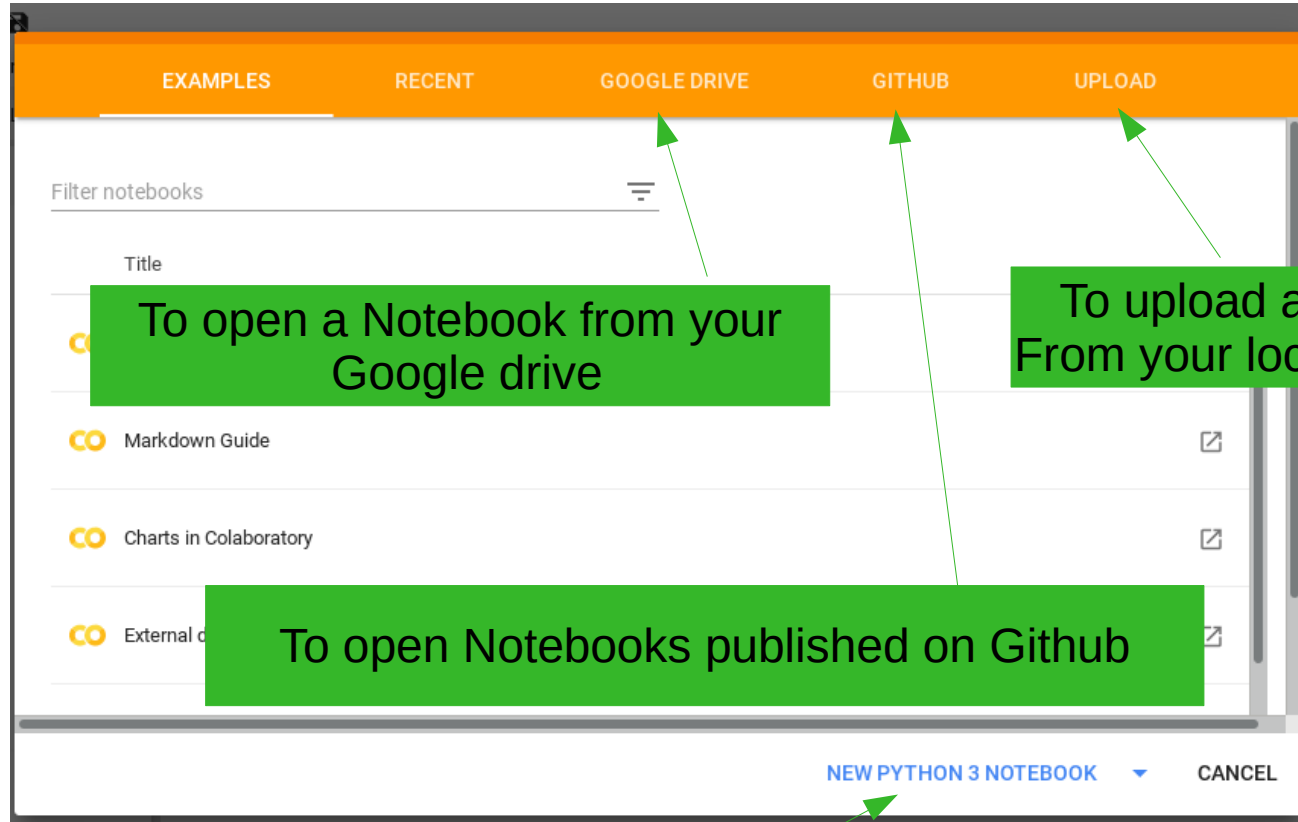 EXAMPLES RECENT GOOGLE DRIVE GITHUB UPLOAD
Filter notebooks
Title
To open a Notebook from your
Google drive
To upload a
From your loc
Markdown Guide
Charts in Colaboratory
External d
To open Notebooks published on Github
NEW PYTHON 3 NOTEBOOK CANCEL